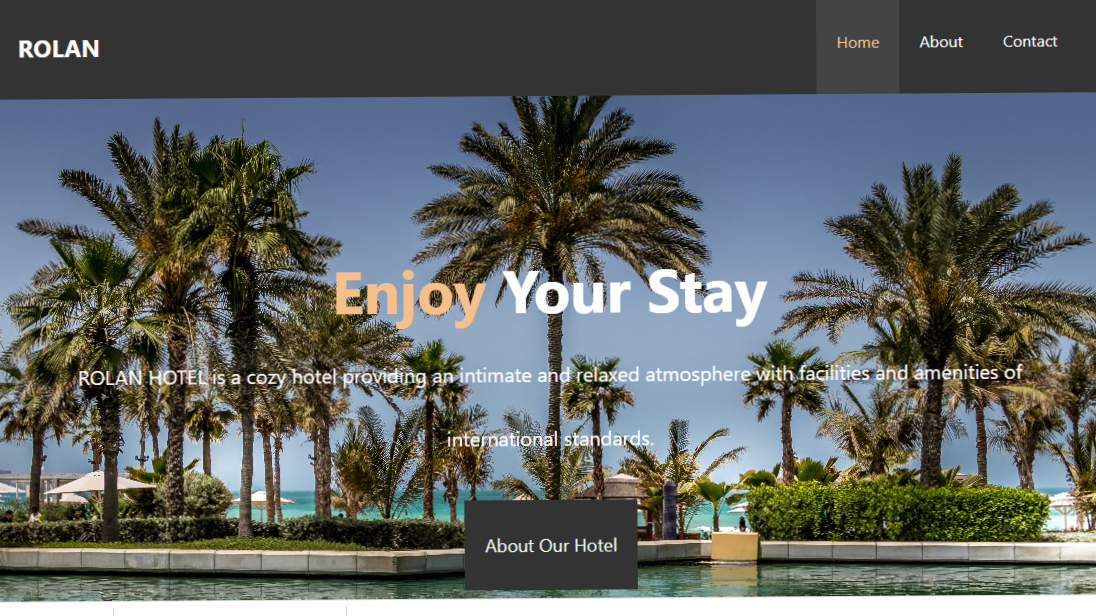 ROLAN
Home
About
Contact
Enjoy Your Stay
ROLAN HOTEL is a cozy hotel providing an intimate and relaxed atmosphere with facilities and amenities of
international standards.
About Our Hotel